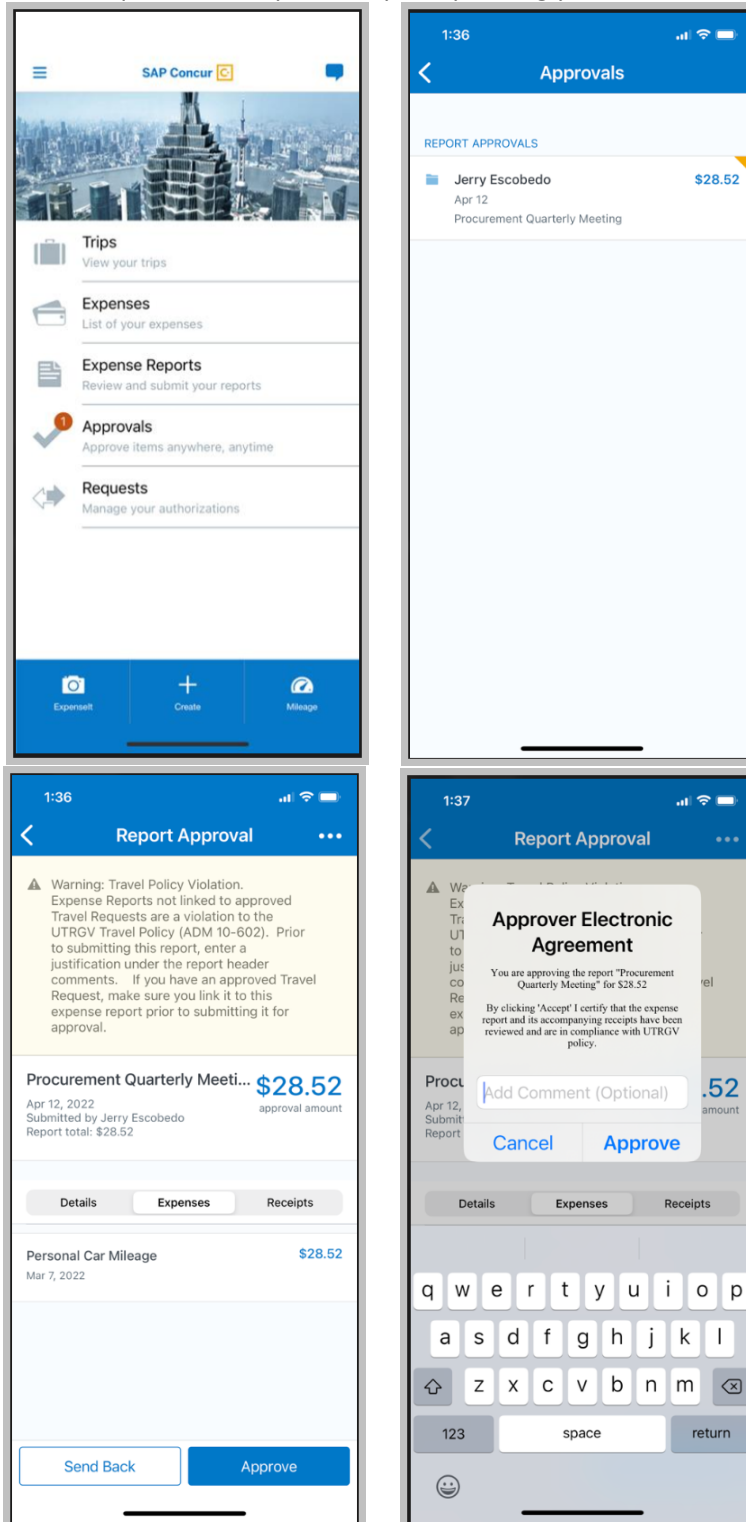 SAP Concur C
Trips
View your trips
Expenses
List of your expenses
Expense Reports
Review and submit your reports
1
Approvals
Approve items anywhere, anytime
Requests
Manage your authorizations
ExpenseIt
Create
Mileage
1:36
Approvals
REPORT APPROVALS
Jerry Escobedo $28.52
Apr 12
Procurement Quarterly Meeting
1:36
Report Approval
Warning: Travel Policy Violation.
Expense Reports not linked to approved
Travel Requests are a violation to the
UTRGV Travel Policy (ADM 10-602). Prior
to submitting this report, enter a
justification under the report header
comments. If you have an approved Travel
Request, make sure you link it to this
expense report prior to submitting it for
approval.
Procurement Quarterly Meeti... $28.52
Apr 12, 2022 approval amount
Submitted by Jerry Escobedo
Report total: $28.52
Details Expenses Receipts
Personal Car Mileage $28.52
Mar 7, 2022
Send Back Approve
1:37
Report Approval
Approver Electronic
Agreement
You are approving the report "Procurement
Quarterly Meeting" for $28.52
By clicking 'Accept' I certify that the expense
report and its accompanying receipts have been
reviewed and are in compliance with UTRGV
policy.
Add Comment (Optional)
Cancel Approve
Procu .52
Apr 12, amount
Submit
Report
Details Expenses Receipts
q w e r t y u i o p
a s d f g h j k l
z x c v b n m
123 space return